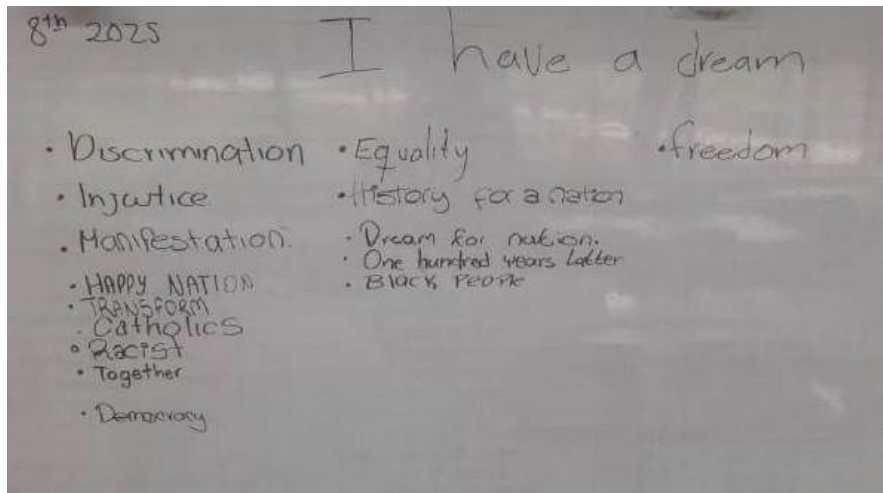 8th 2025
I have a dream
• Discrimination
• Injutice
• Manifestation.
• HAPPY NATION
• TRANSFORM
• Catholics
• Racist
• Together
• Democracy
• Equality
• History for a nation
• Dream for nation.
• One hundred years latter
• Black People
• freedom